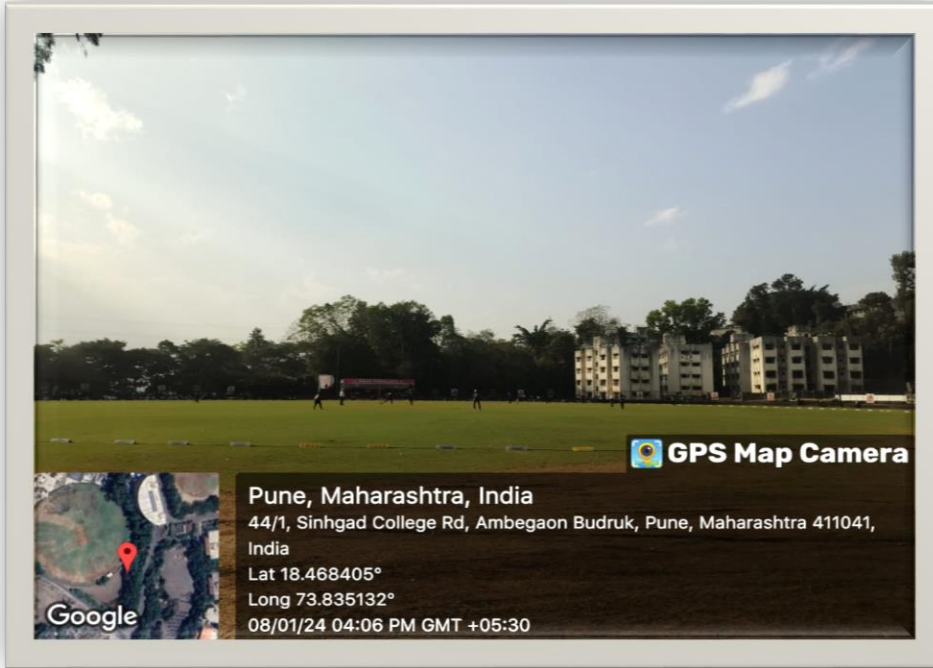 GPS Map Camera
Pune, Maharashtra, India
44/1, Sinhgad College Rd, Ambegaon Budruk, Pune, Maharashtra 411041,
India
Lat 18.468405°
Long 73.835132°
08/01/24 04:06 PM GMT +05:30
Google